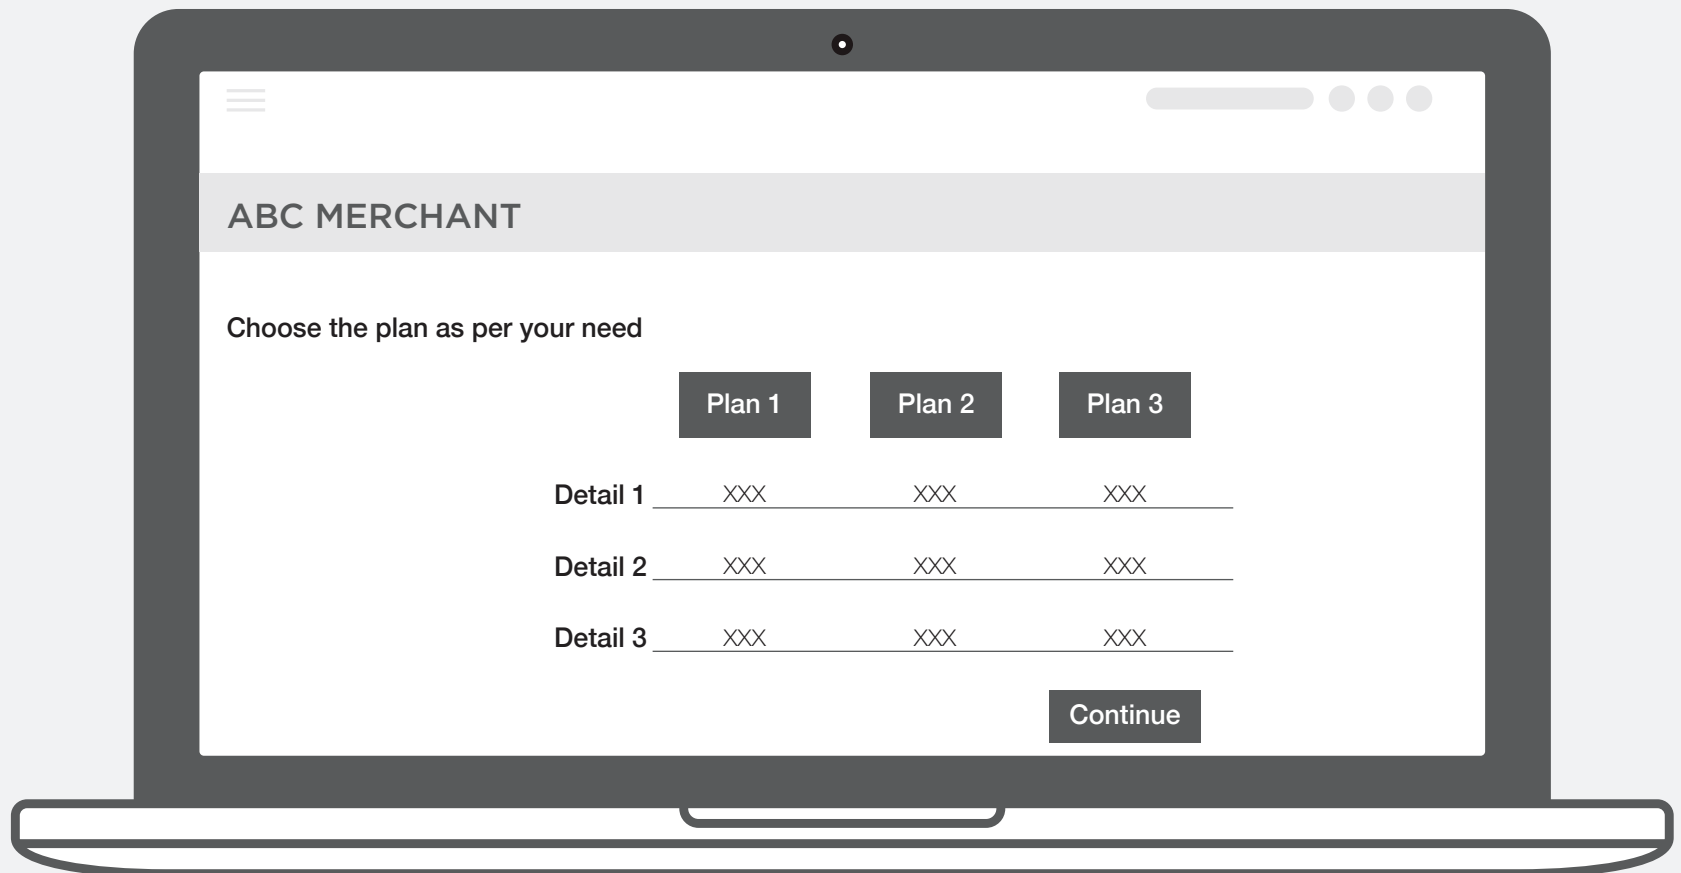 ABC MERCHANT
Choose the plan as per your need
Plan 1 Plan 2 Plan 3
Detail 1 XXX XXX XXX
Detail 2 XXX XXX XXX
Detail 3 XXX XXX XXX
Continue